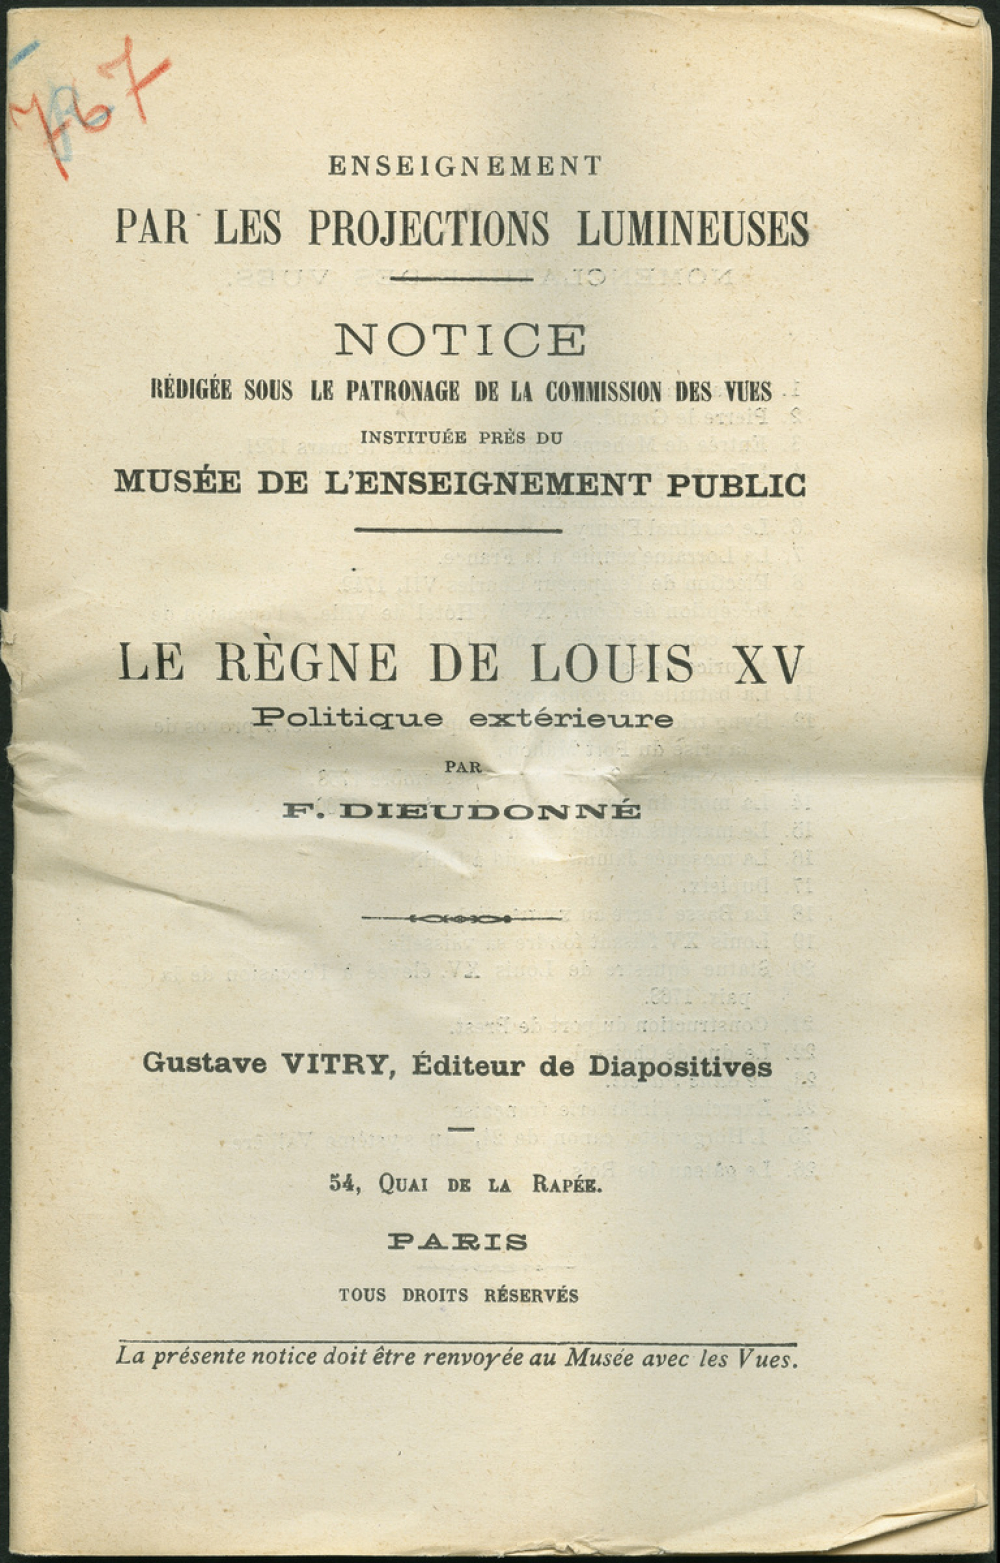 767
ENSEIGNEMENT
PAR LES PROJECTIONS LUMINEUSES
NOTICE
RÉDIGÉE SOUS LE PATRONAGE DE LA COMMISSION DES VUES
INSTITUÉE PRÈS DU
MUSÉE DE L'ENSEIGNEMENT PUBLIC
LE RÈGNE DE LOUIS XV
Politique extérieure
PAR
F. DIEUDONNÉ
Gustave VITRY, Éditeur de Diapositives
54, QUAI DE LA RAPÉE.
PARIS
TOUS DROITS RÉSERVÉS
La présente notice doit être renvoyée au Musée avec les Vues.